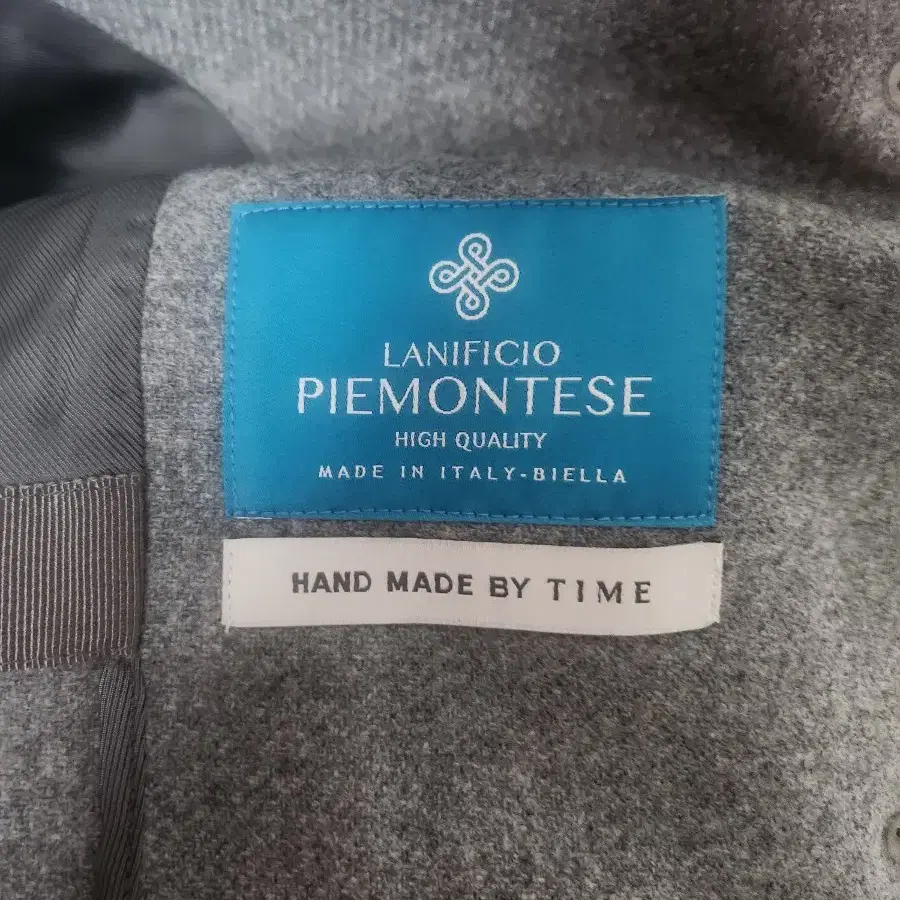 LANIFICIO
PIEMONTESE
HIGH QUALITY
MADE IN ITALY-BIELLA
HAND MADE BY TIME